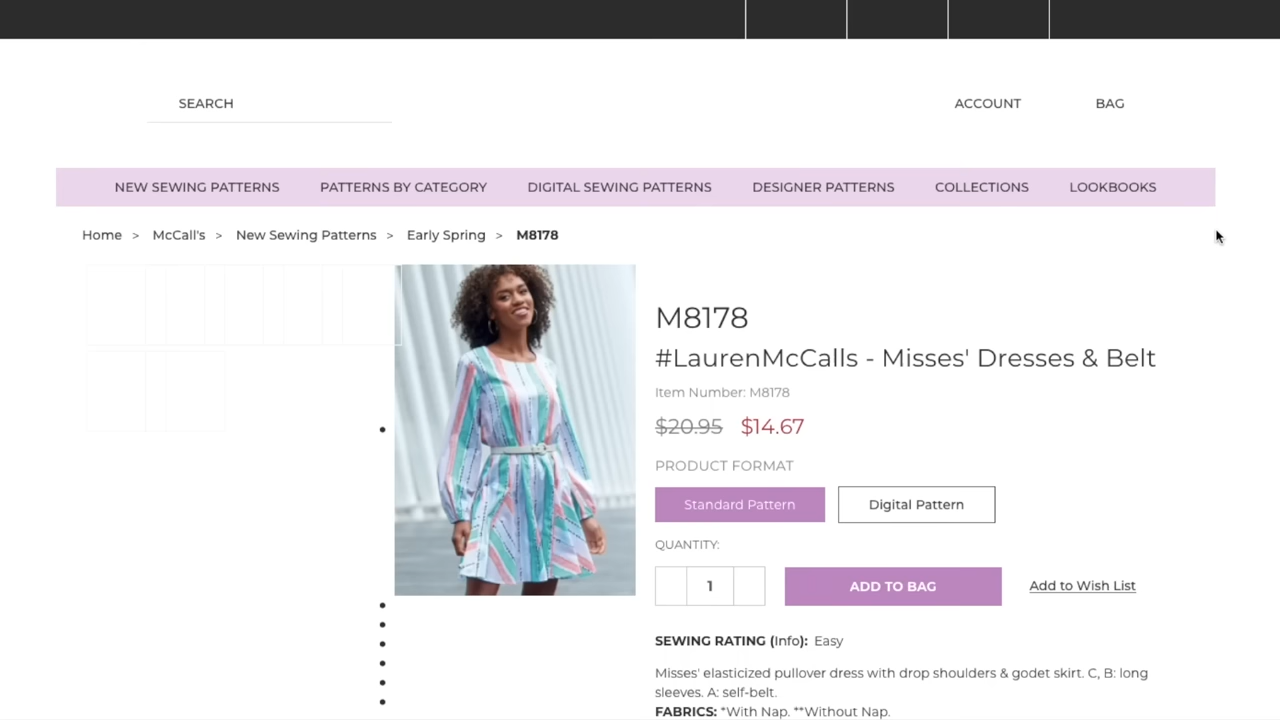 SEARCH
ACCOUNT
BAG
NEW SEWING PATTERNS PATTERNS BY CATEGORY DIGITAL SEWING PATTERNS DESIGNER PATTERNS COLLECTIONS LOOKBOOKS
Home > McCall's > New Sewing Patterns > Early Spring > M8178
M8178
#LaurenMcCalls - Misses' Dresses & Belt
Item Number: M8178
$20.95 $14.67
PRODUCT FORMAT
Standard Pattern Digital Pattern
QUANTITY:
1 ADD TO BAG Add to Wish List
SEWING RATING (Info): Easy
Misses' elasticized pullover dress with drop shoulders & godet skirt. C, B: long
sleeves. A: self-belt.
FABRICS: *With Nap. **Without Nap.